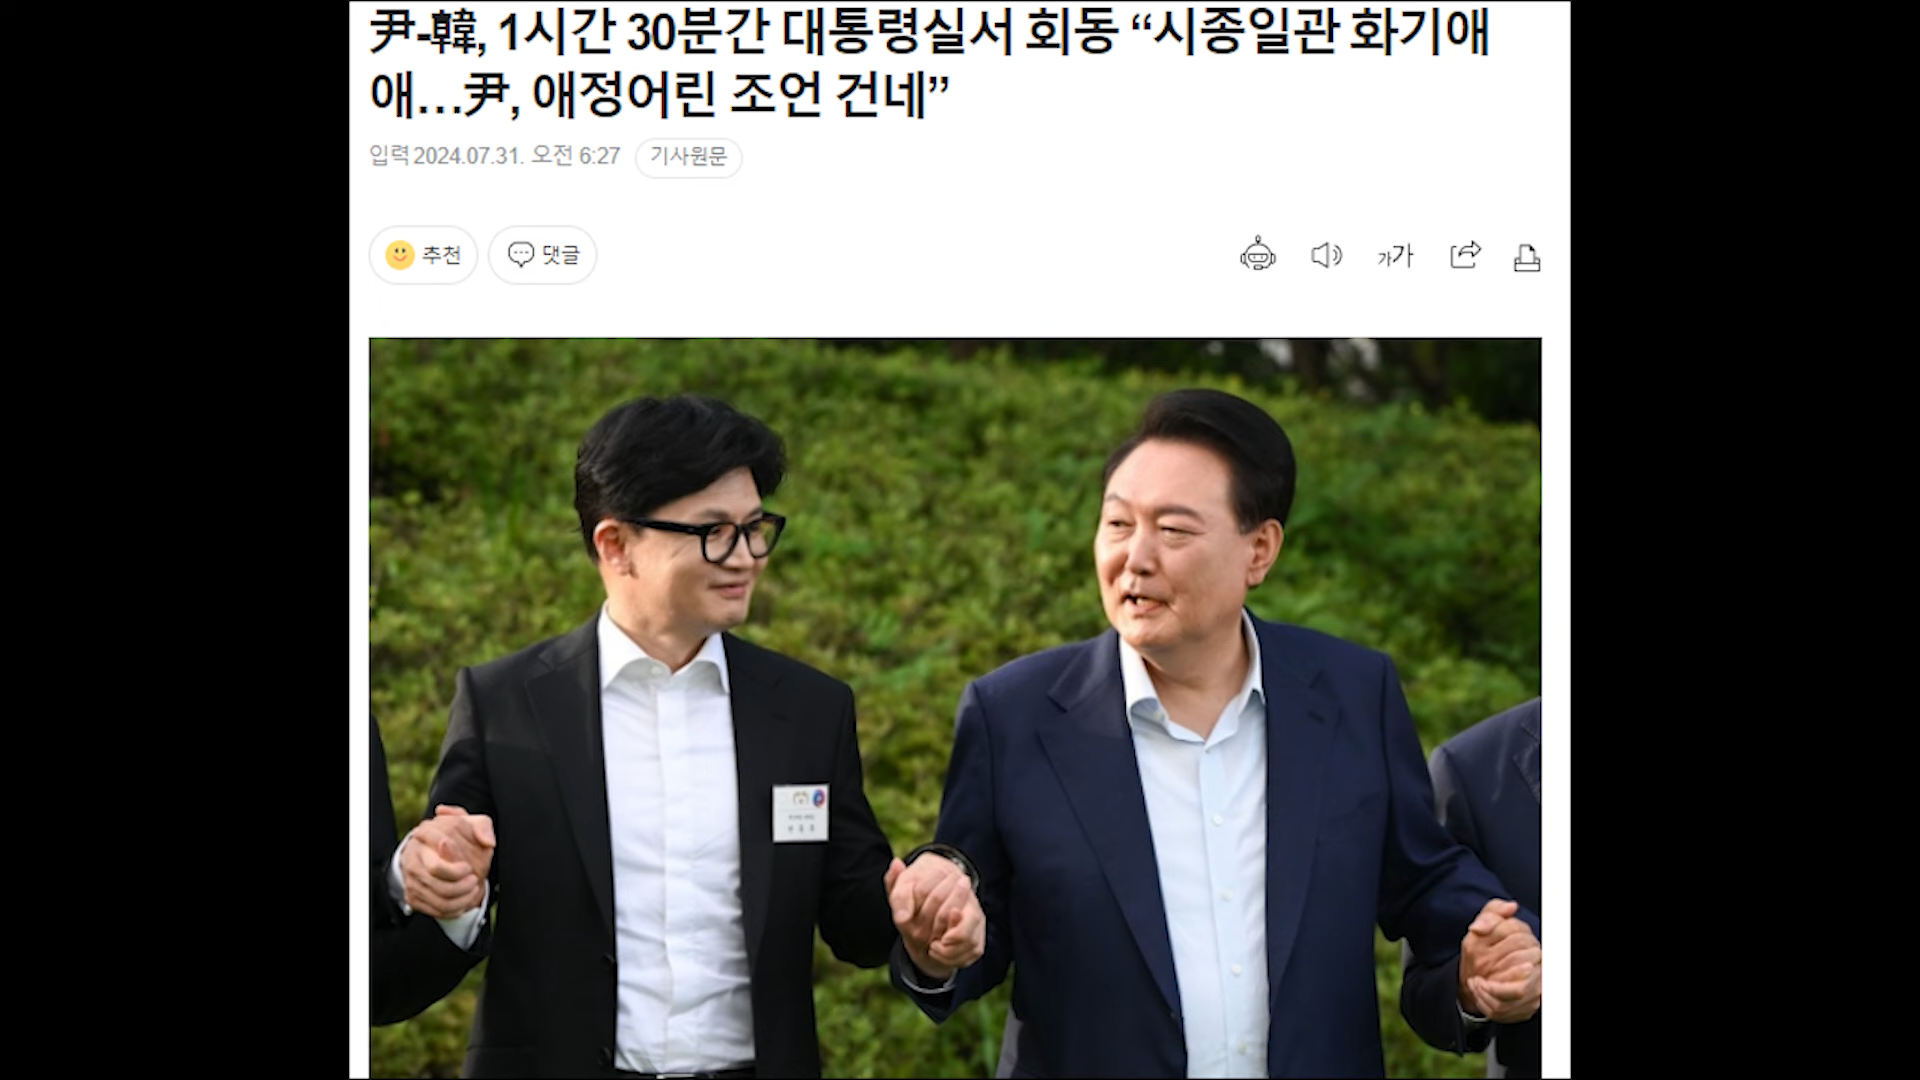 尹-韓, 1시간 30분간 대통령실서 회동 “시종일관 화기애
애…尹, 애정어린 조언 건네”
입력 2024.07.31. 오전 6:27 기사원문
추천 댓글 가가